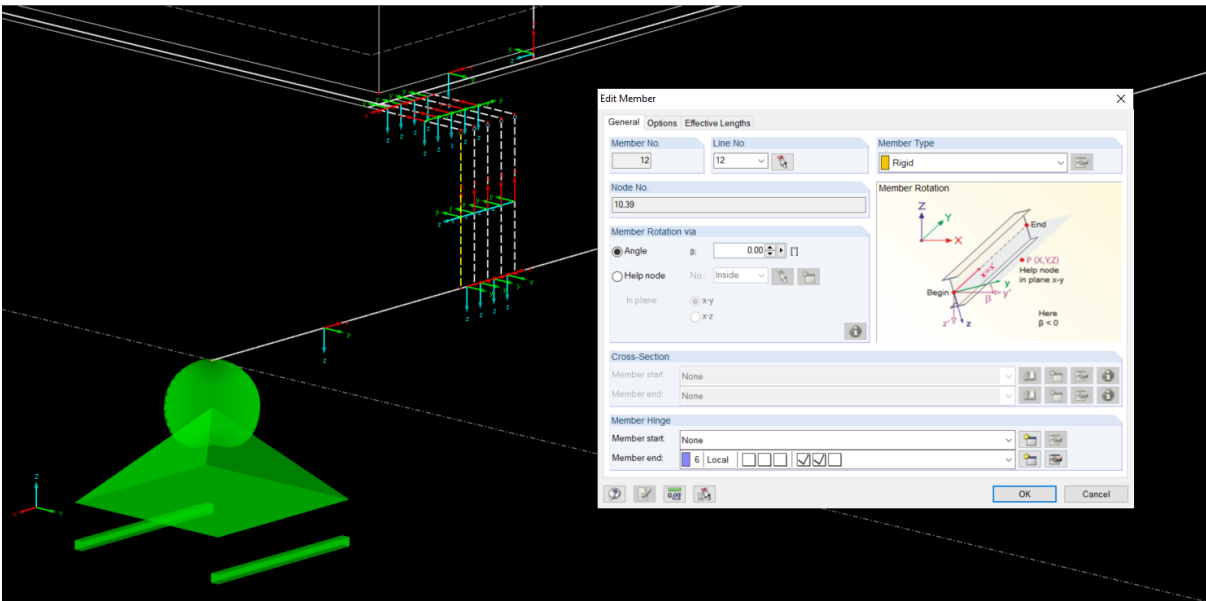 Edit Member
General Options Effective Lengths
Member No. Line No. Member Type
12 12 Rigid
Node No. Member Rotation
10,39
Z
Y
X
End
Member Rotation via
Angle β: 0.00 [°]
P (X,Y,Z)
Help node
in plane x-y
x=x'
Help node No.: Inside
Begin
y
y'
β
In plane: x-y
x-z
z' z
Here
β < 0
Cross-Section
Member start: None
Member end: None
Member Hinge
Member start: None
Member end: 6 Local
0.00
OK Cancel